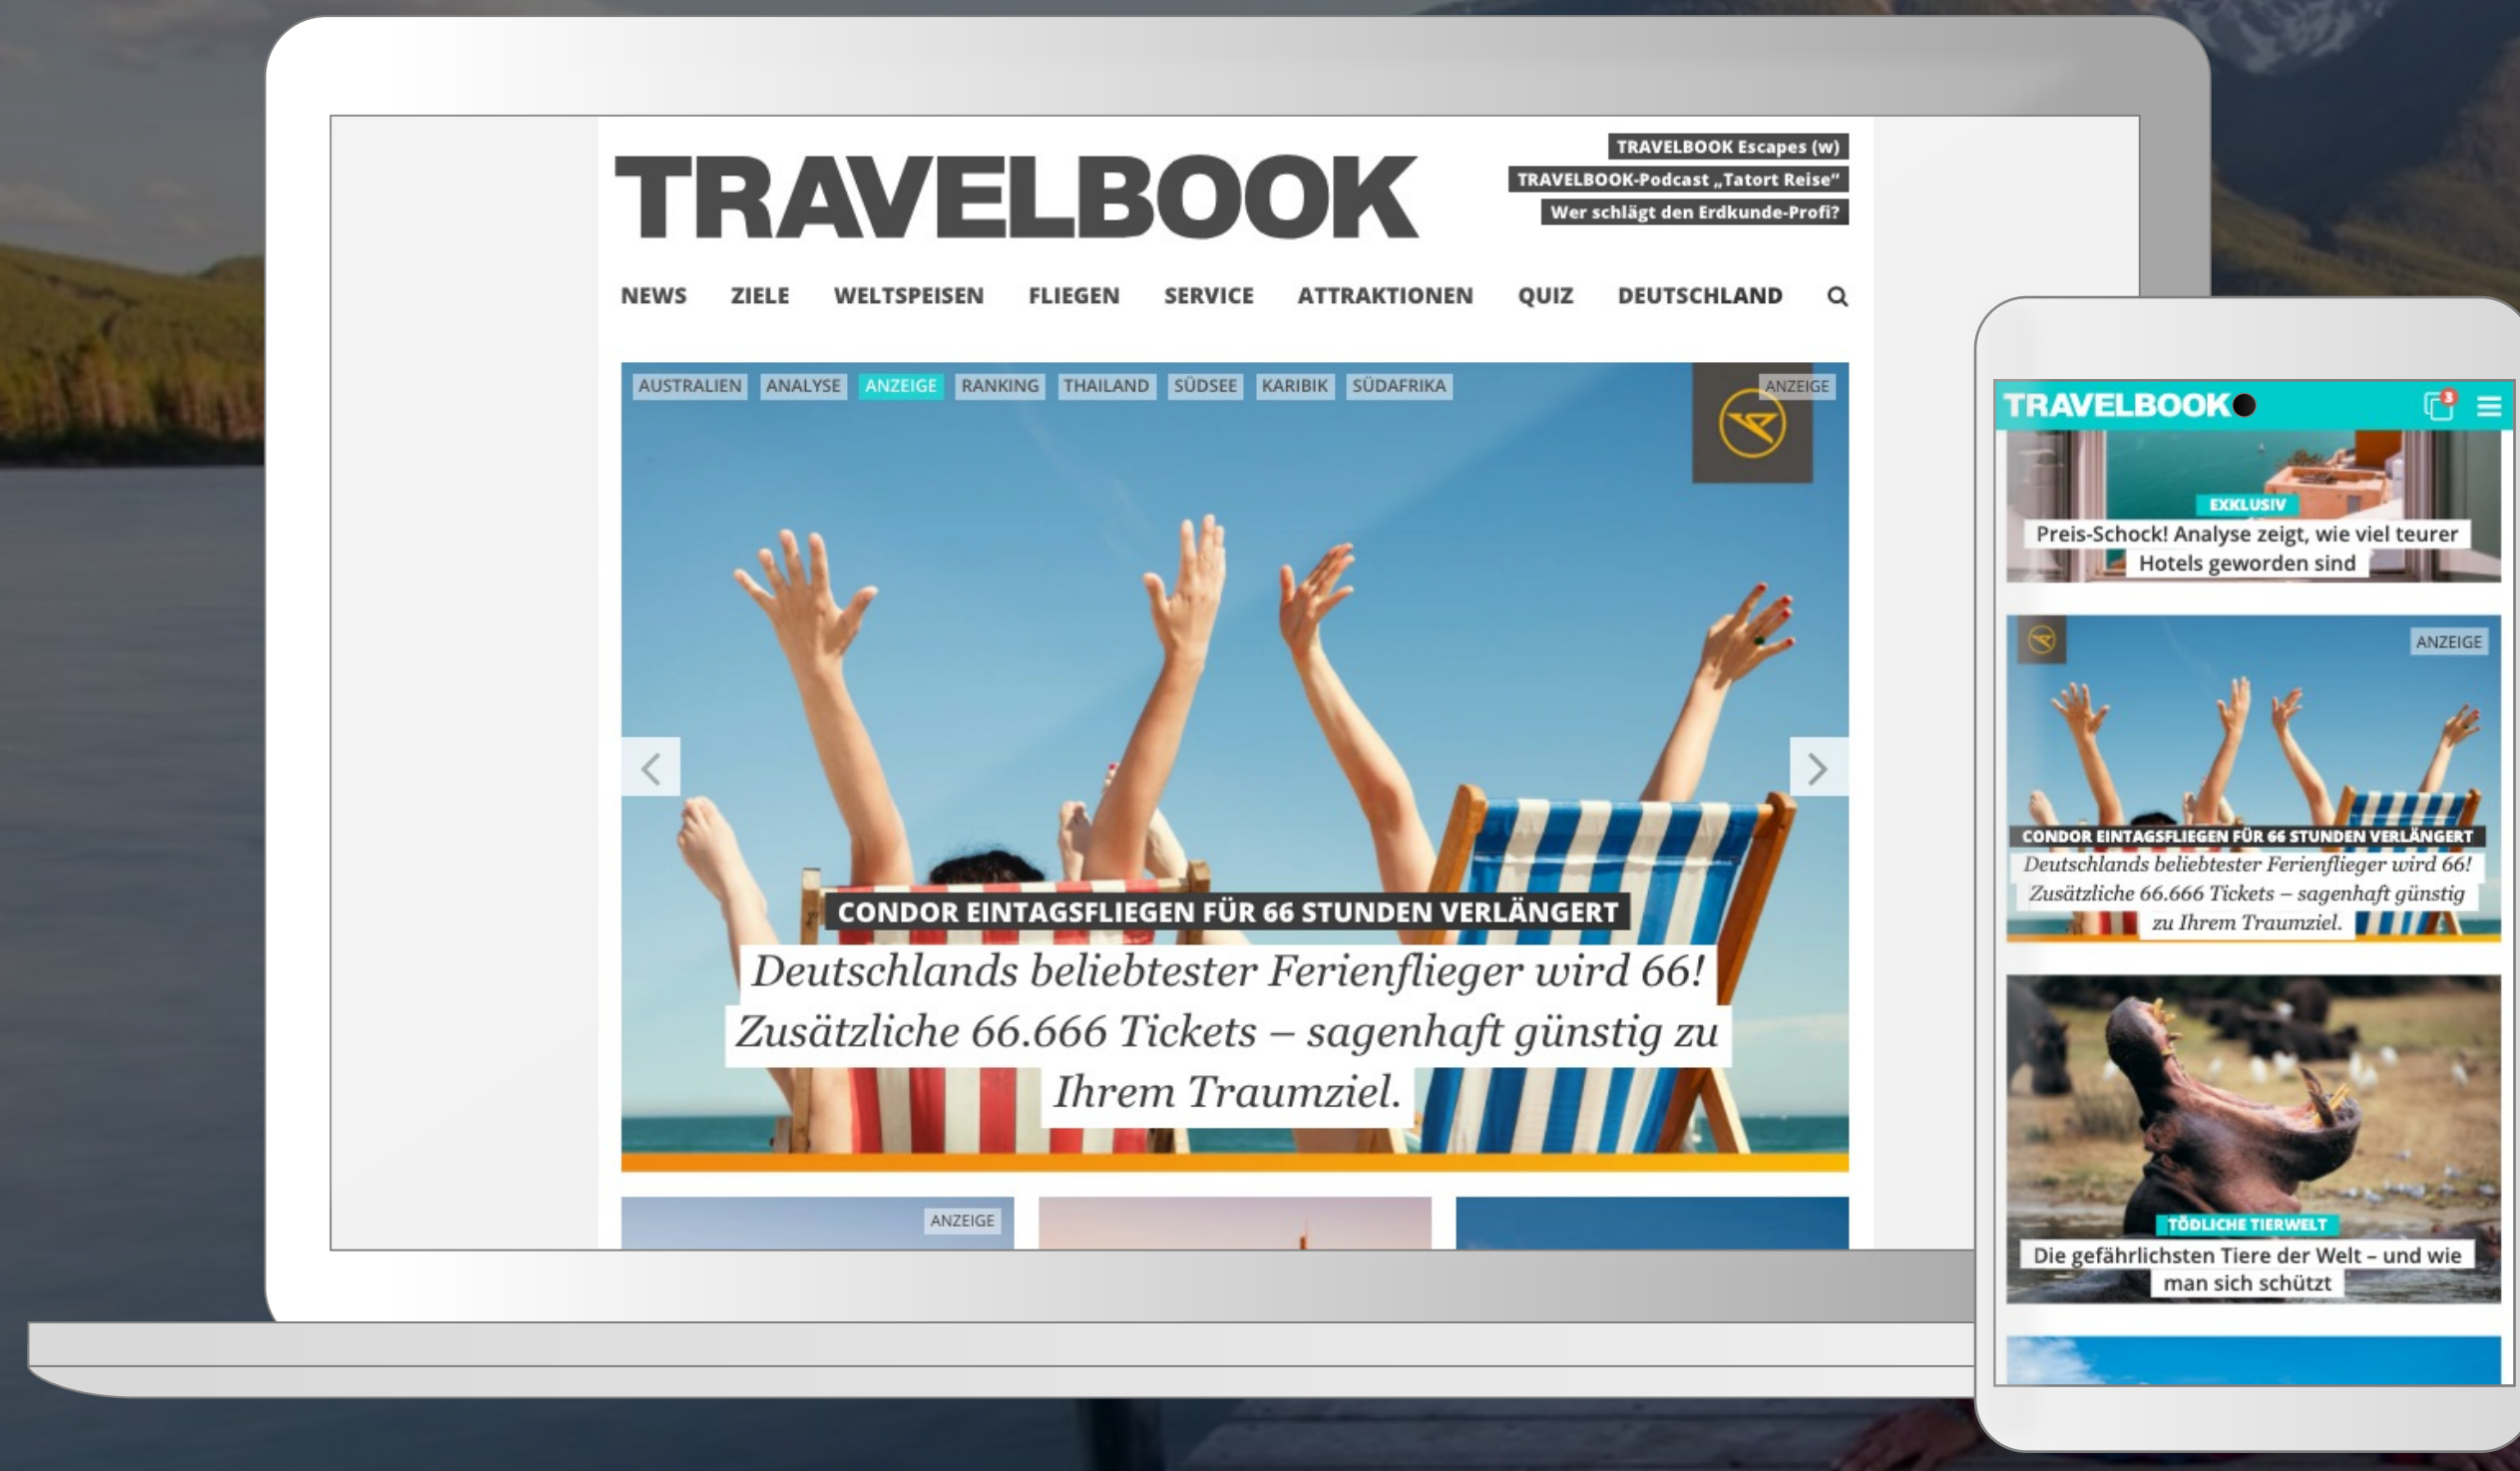 TRAVELBOOK
TRAVELBOOK Escapes (w)
TRAVELBOOK-Podcast „Tatort Reise“
Wer schlägt den Erdkunde-Profi?
NEWS ZIELE WELTSPEISEN FLIEGEN SERVICE ATTRAKTIONEN QUIZ DEUTSCHLAND
AUSTRALIEN ANALYSE ANZEIGE RANKING THAILAND SÜDSEE KARIBIK SÜDAFRIKA ANZEIGE
CONDOR EINTAGSFLIEGEN FÜR 66 STUNDEN VERLÄNGERT
Deutschlands beliebtester Ferienflieger wird 66!
Zusätzliche 66.666 Tickets – sagenhaft günstig zu
Ihrem Traumziel.
ANZEIGE
TRAVELBOOK 3
EXKLUSIV
Preis-Schock! Analyse zeigt, wie viel teurer
Hotels geworden sind
ANZEIGE
CONDOR EINTAGSFLIEGEN FÜR 66 STUNDEN VERLÄNGERT
Deutschlands beliebtester Ferienflieger wird 66!
Zusätzliche 66.666 Tickets – sagenhaft günstig
zu Ihrem Traumziel.
TÖDLICHE TIERWELT
Die gefährlichsten Tiere der Welt – und wie
man sich schützt